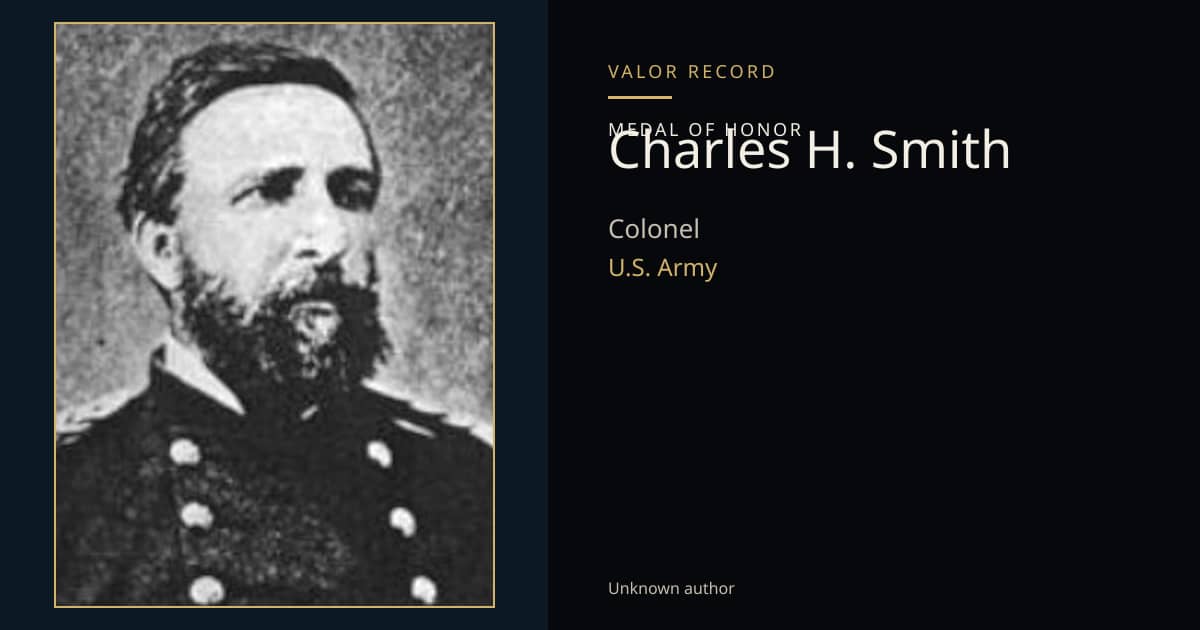 VALOR RECORD
MEDAL OF HONOR
Charles H. Smith
Colonel
U.S. Army
Unknown author